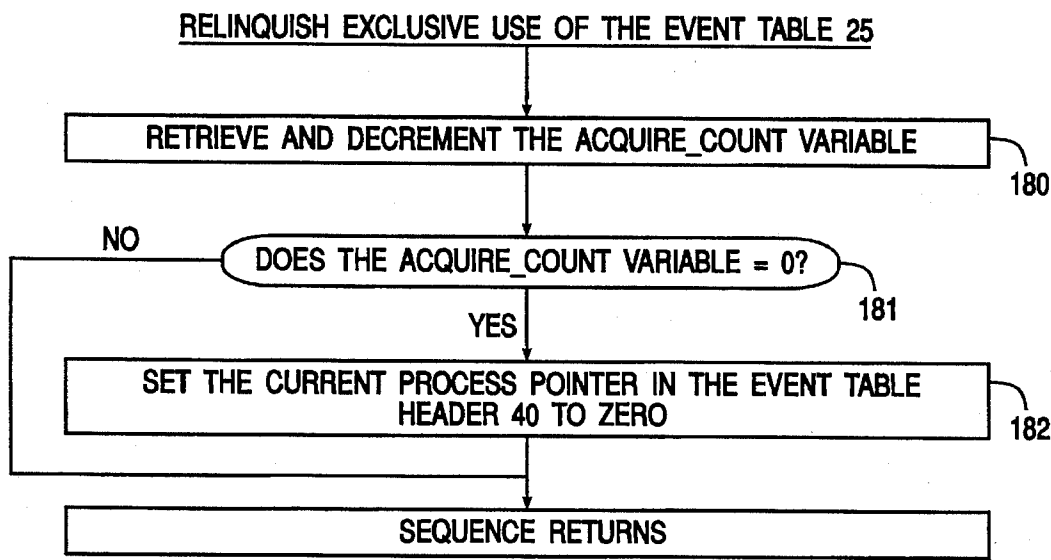 RELINQUISH EXCLUSIVE USE OF THE EVENT TABLE 25
RETRIEVE AND DECREMENT THE ACQUIRE_COUNT VARIABLE
180
NO
DOES THE ACQUIRE_COUNT VARIABLE = 0?
181
YES
SET THE CURRENT PROCESS POINTER IN THE EVENT TABLE
HEADER 40 TO ZERO
182
SEQUENCE RETURNS